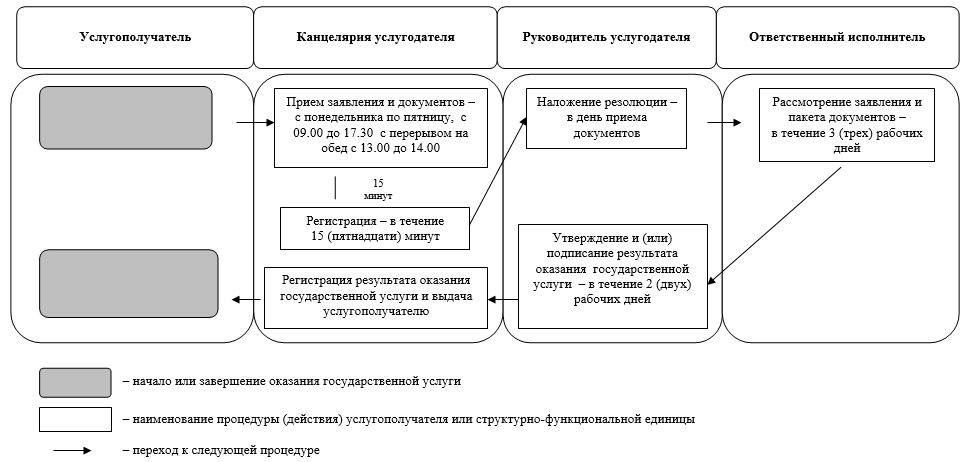 Услугополучатель
Канцелярия услугодателя
Руководитель услугодателя
Ответственный исполнитель
Прием заявления и документов –
с понедельника по пятницу, с
09.00 до 17.30 с перерывом на
обед с 13.00 до 14.00
Наложение резолюции –
в день приема
документов
Рассмотрение заявления и
пакета документов –
в течение 3 (трех) рабочих
дней
15
минут
Регистрация – в течение
15 (пятнадцати) минут
Утверждение и (или)
подписание результата
оказания государственной
услуги – в течение 2 (двух)
рабочих дней
Регистрация результата оказания
государственной услуги и выдача
услугополучателю
– начало или завершение оказания государственной услуги
– наименование процедуры (действия) услугополучателя или структурно-функциональной единицы
– переход к следующей процедуре